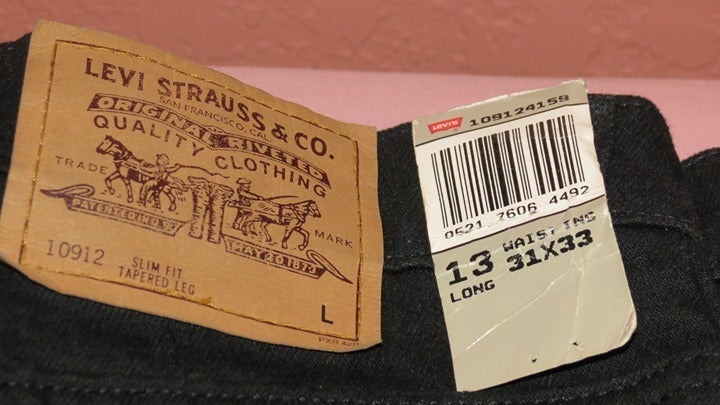 LEVI STRAUSS & CO.
SAN FRANCISCO, CAL.
ORIGINAL RIVETED
QUALITY CLOTHING
TRADE MARK
PATENTED IN U.S. MAY 20 1873
10912
SLIM FIT
TAPERED LEG
L
Levi's 109124159
0521 7606 4492
13 WAIST INS
LONG 31X33